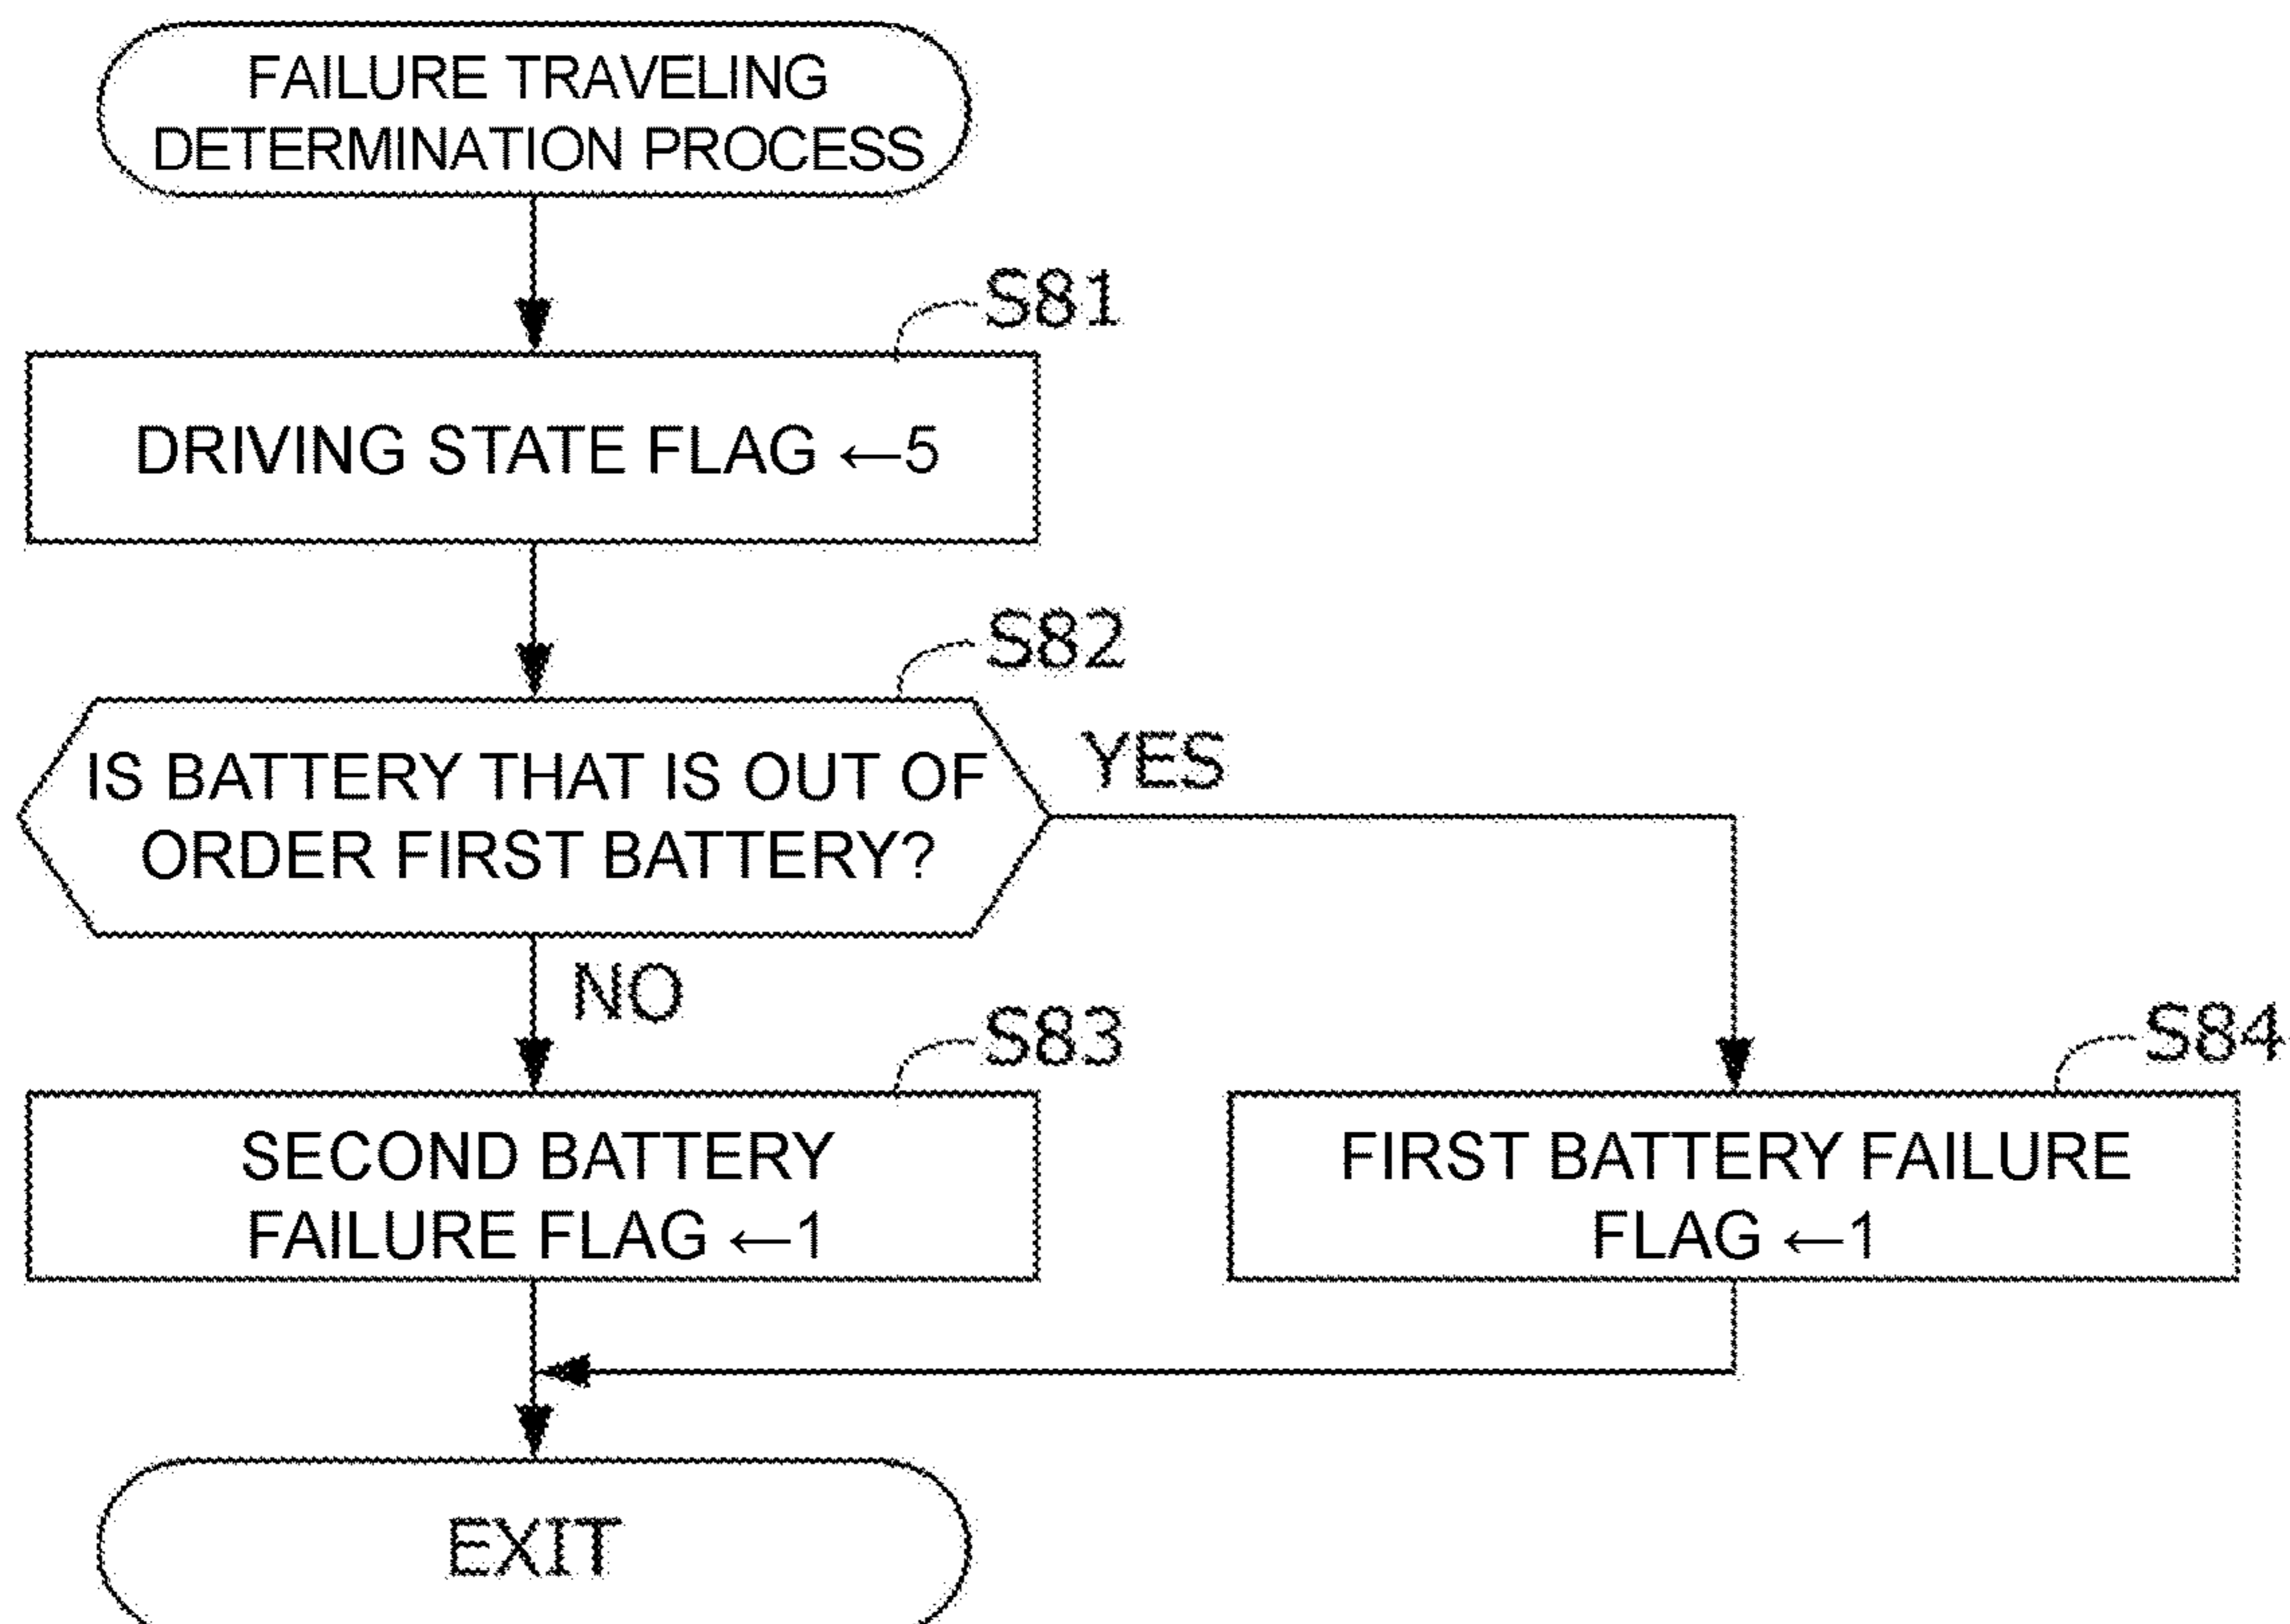 FAILURE TRAVELING
DETERMINATION PROCESS
S81
DRIVING STATE FLAG ←5
S82
IS BATTERY THAT IS OUT OF
ORDER FIRST BATTERY?
YES
NO
S83
SECOND BATTERY
FAILURE FLAG ←1
S84
FIRST BATTERY FAILURE
FLAG ←1
EXIT